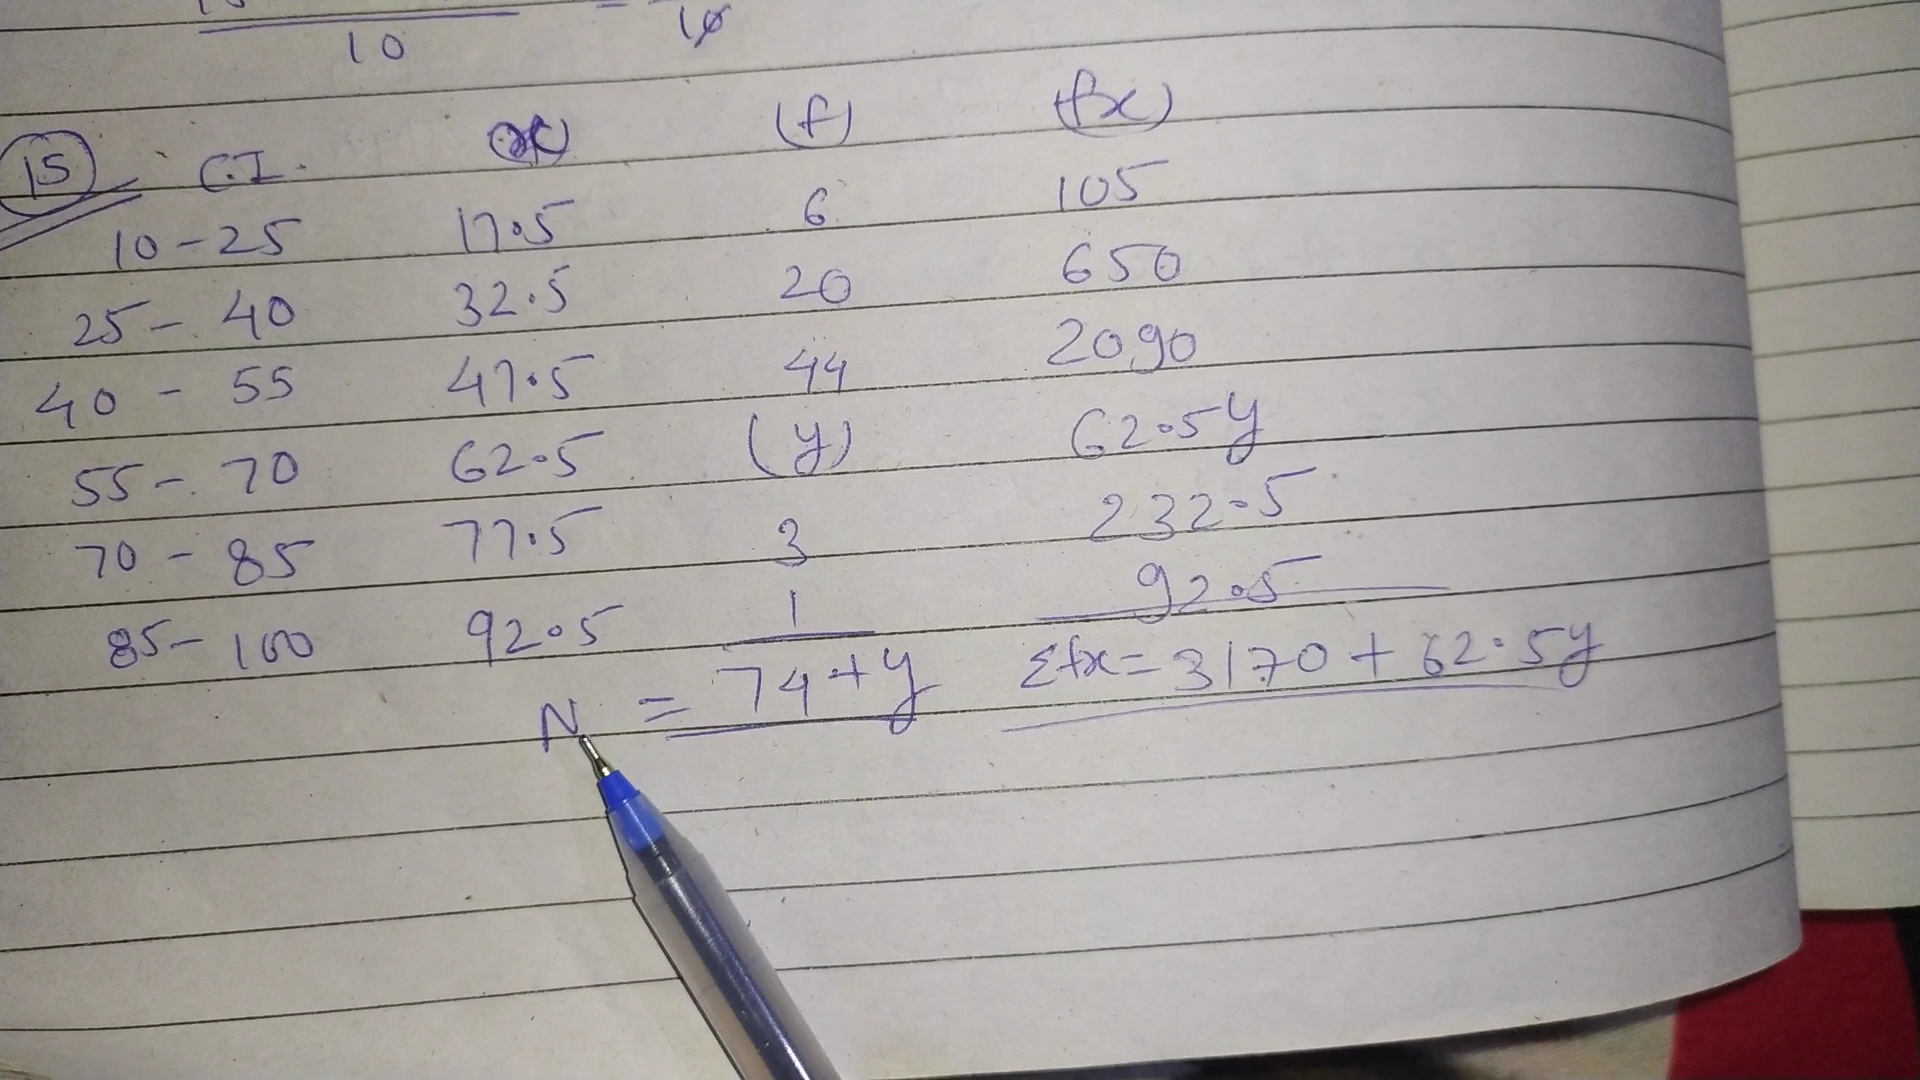 10 = 10
15 C.I. (x) (f) (fx)
10-25 17.5 6 105
25- 40 32.5 20 650
40 - 55 47.5 44 2090
55- 70 62.5 (y) 62.5y
70 - 85 77.5 3 232.5
85- 100 92.5 1 92.5
N = 74+y Σfx= 3170 + 62.5y